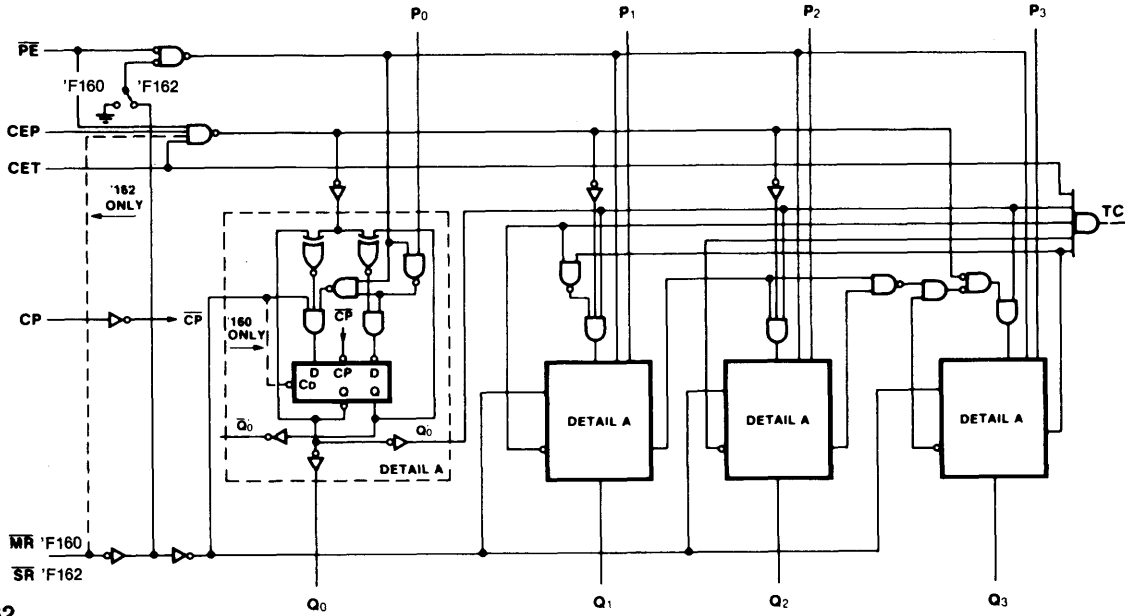 P0 P1 P2 P3
PE
'F160 'F162
CEP
CET
'162
ONLY
TC
CP CP
'160
ONLY
CP
D CP D
CD Q Q
Q0 Q0
DETAIL A
DETAIL A
DETAIL A
DETAIL A
MR 'F160
SR 'F162
Q0 Q1 Q2 Q3